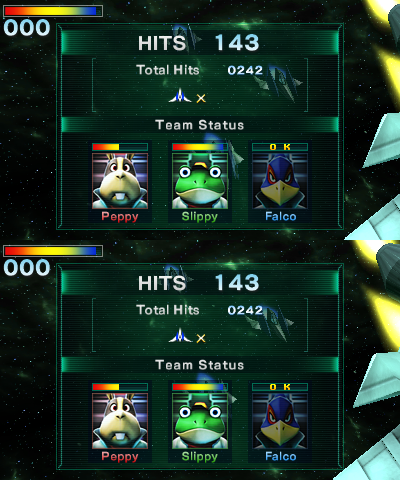 000
HITS 143
Total Hits 0242
×
Team Status
O K
Peppy Slippy Falco
000
HITS 143
Total Hits 0242
×
Team Status
O K
Peppy Slippy Falco